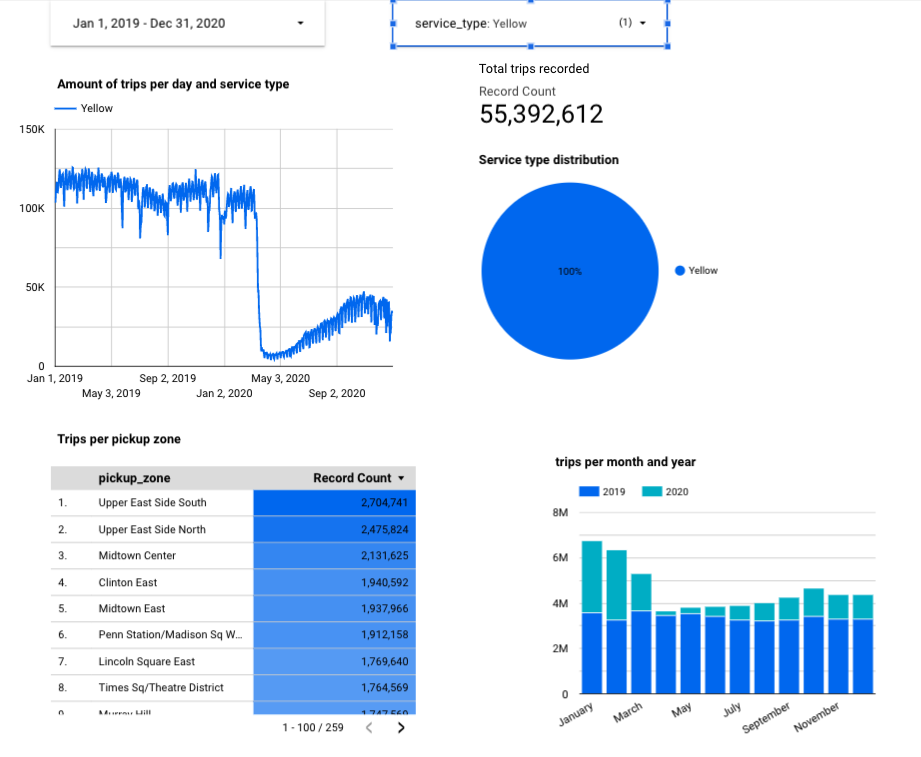 Jan 1, 2019 - Dec 31, 2020
service_type: Yellow (1)
Total trips recorded
Record Count
55,392,612
Amount of trips per day and service type
Yellow
150K
100K
50K
0
Jan 1, 2019
May 3, 2019
Sep 2, 2019
Jan 2, 2020
May 3, 2020
Sep 2, 2020
Service type distribution
100%
Yellow
Trips per pickup zone
pickup_zone Record Count
1. Upper East Side South 2,704,741
2. Upper East Side North 2,475,824
3. Midtown Center 2,131,625
4. Clinton East 1,940,592
5. Midtown East 1,937,966
6. Penn Station/Madison Sq W... 1,912,158
7. Lincoln Square East 1,769,640
8. Times Sq/Theatre District 1,764,569
9. Murray Hill
1 - 100 / 259
trips per month and year
2019 2020
8M
6M
4M
2M
0
January
March
May
July
September
November